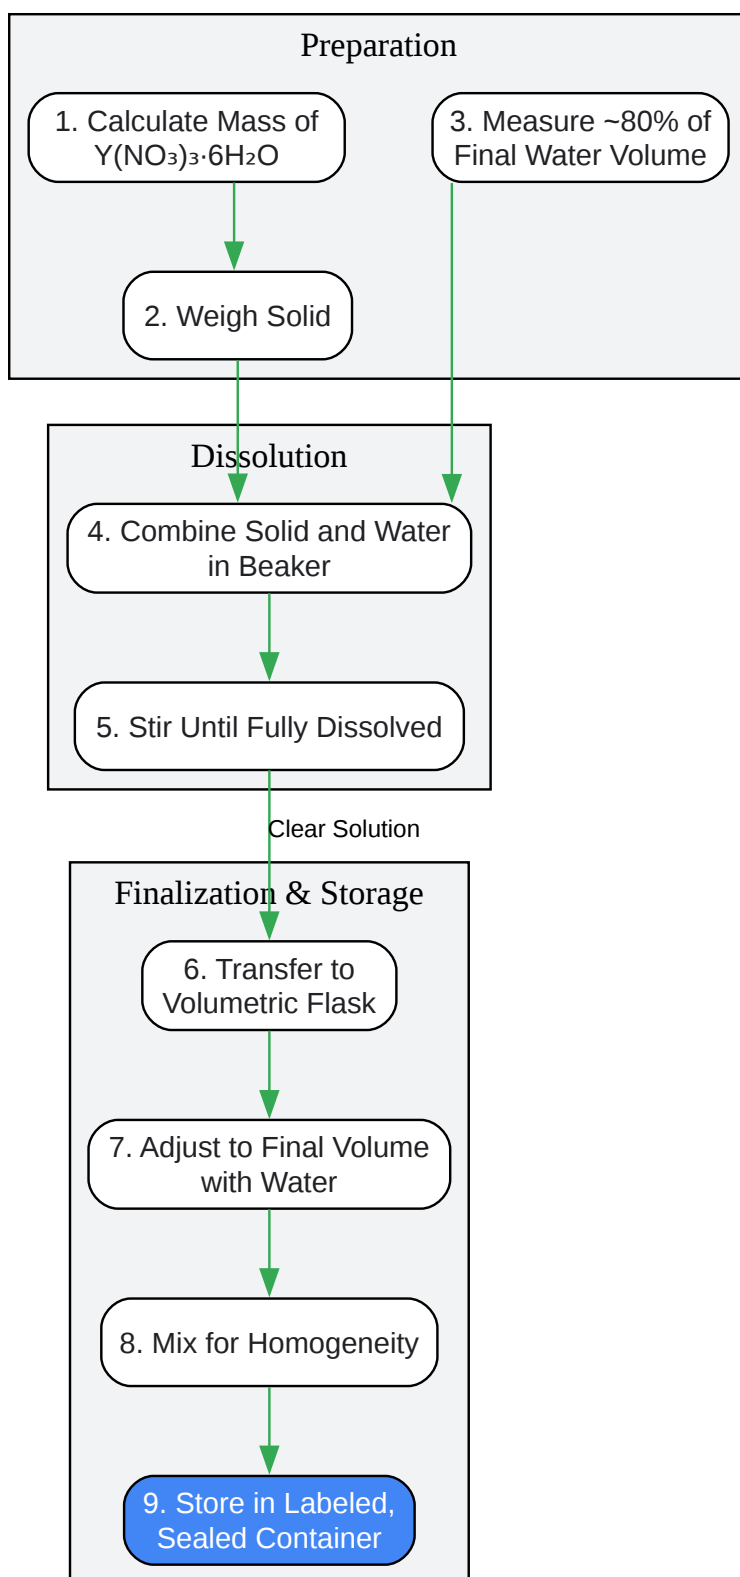 Preparation
1. Calculate Mass of
Y(NO₃)₃·6H₂O
3. Measure ~80% of
Final Water Volume
2. Weigh Solid
Dissolution
4. Combine Solid and Water
in Beaker
5. Stir Until Fully Dissolved
Clear Solution
Finalization & Storage
6. Transfer to
Volumetric Flask
7. Adjust to Final Volume
with Water
8. Mix for Homogeneity
9. Store in Labeled,
Sealed Container